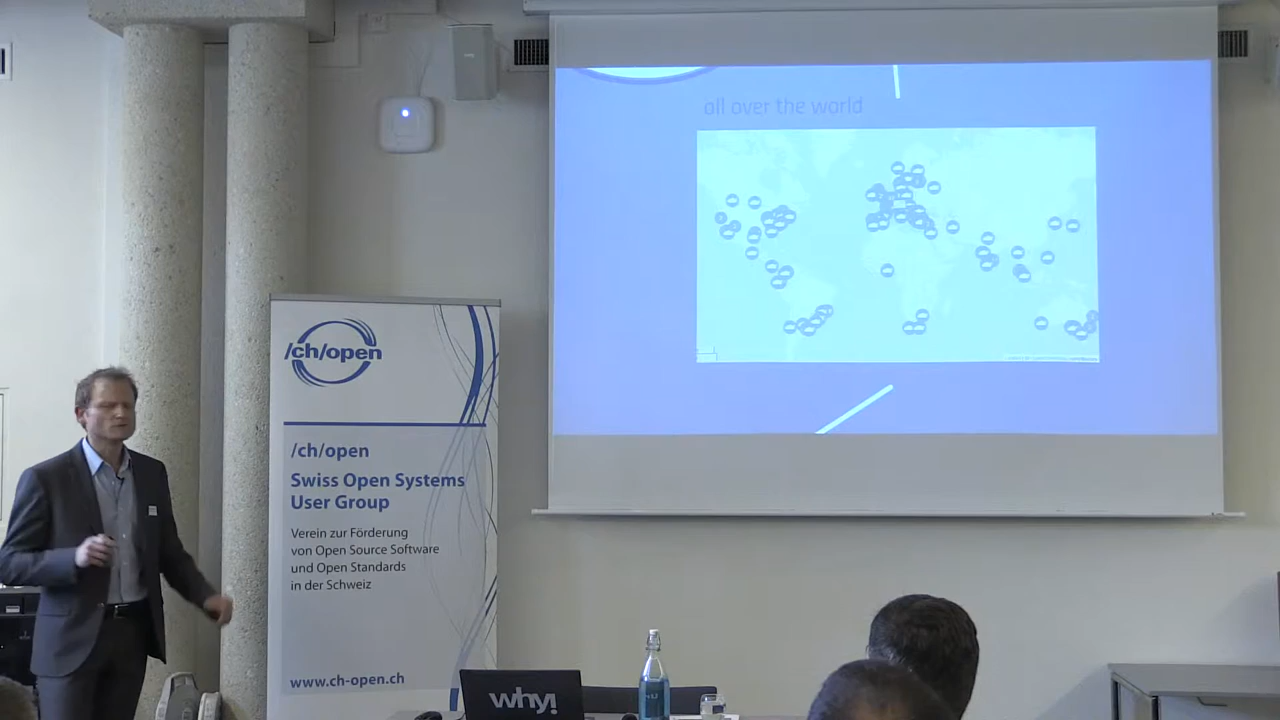 all over the world
/ch/open
/ch/open
Swiss Open Systems
User Group
Verein zur Förderung
von Open Source Software
und Open Standards
in der Schweiz
www.ch-open.ch
why!